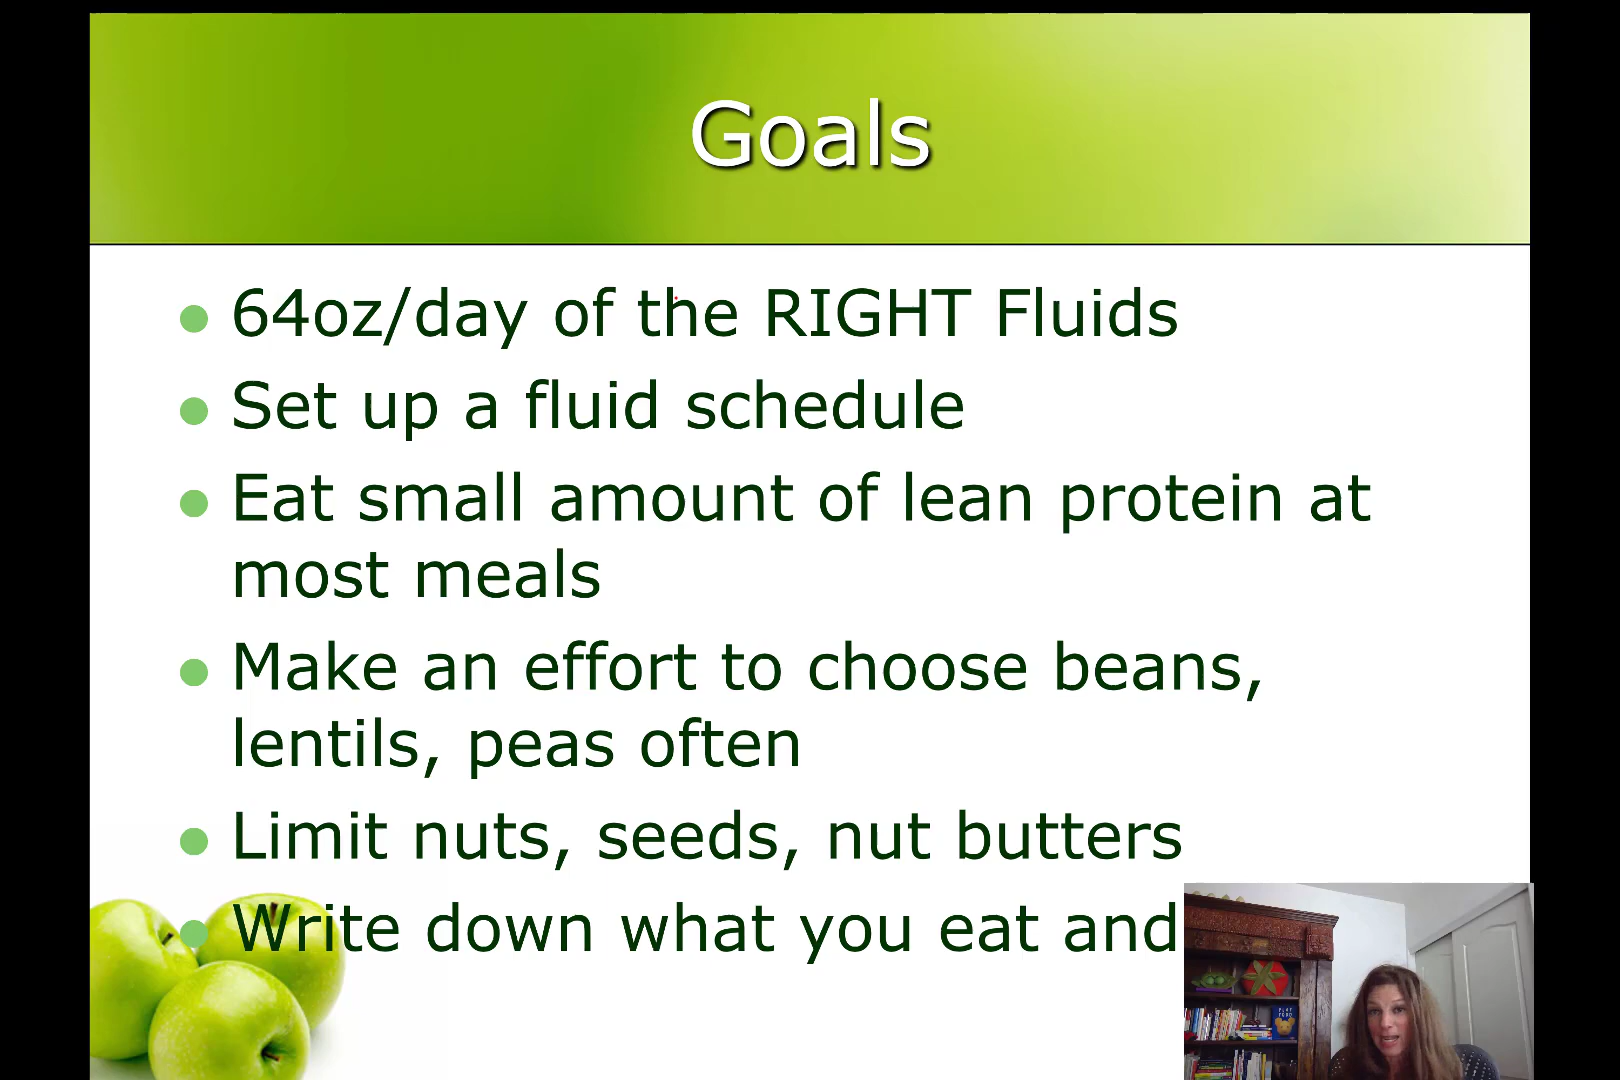 Goals
64oz/day of the RIGHT Fluids
Set up a fluid schedule
Eat small amount of lean protein at
most meals
Make an effort to choose beans,
lentils, peas often
Limit nuts, seeds, nut butters
Write down what you eat and
PLAY
FOOD